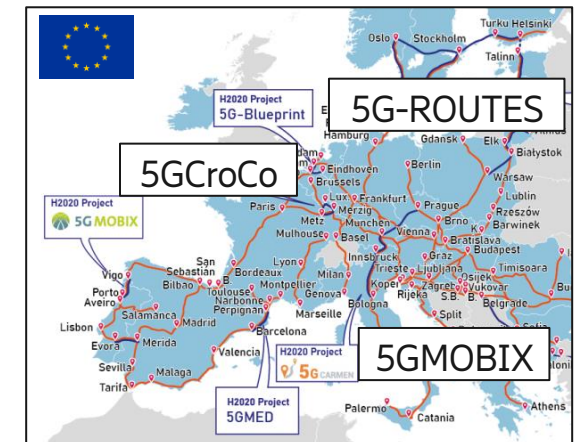 Oslo
Stockholm
Turku
Helsinki
Talinn
H2020 Project
5G-Blueprint
5G-ROUTES
Hamburg
Gdansk
Elk
Białystok
5GCroCo
Eindhoven
Brussels
Berlin
Warsaw
H2020 Project
5G MOBIX
Paris
Lux.
Frankfurt
Merzig
Metz
Prague
Lublin
Rzeszów
Barwinek
Brno
Mulhouse
Basel
Munchen
Vienna
Bratislava
Budapest
Innsbruck
Graz
Vigo
San
Sebastian
Bilbao
Bordeaux
Lyon
Milan
Trieste
Ljubljana
Timisoara
Porto
Aveiro
Toulouse
Montpellier
Narbonne
Perpignan
Genova
Marseille
Bologna
Koper
Rijeka
Zagreb
Osijek
Vukovar
S.B.
B.
Belgrade
Salamanca
Madrid
Split
Lisbon
Barcelona
Evora
Merida
Valencia
H2020 Project
5G CARMEN
5GMOBIX
Sevilla
Malaga
Tarifa
H2020 Project
5GMED
Palermo
Catania
Athens